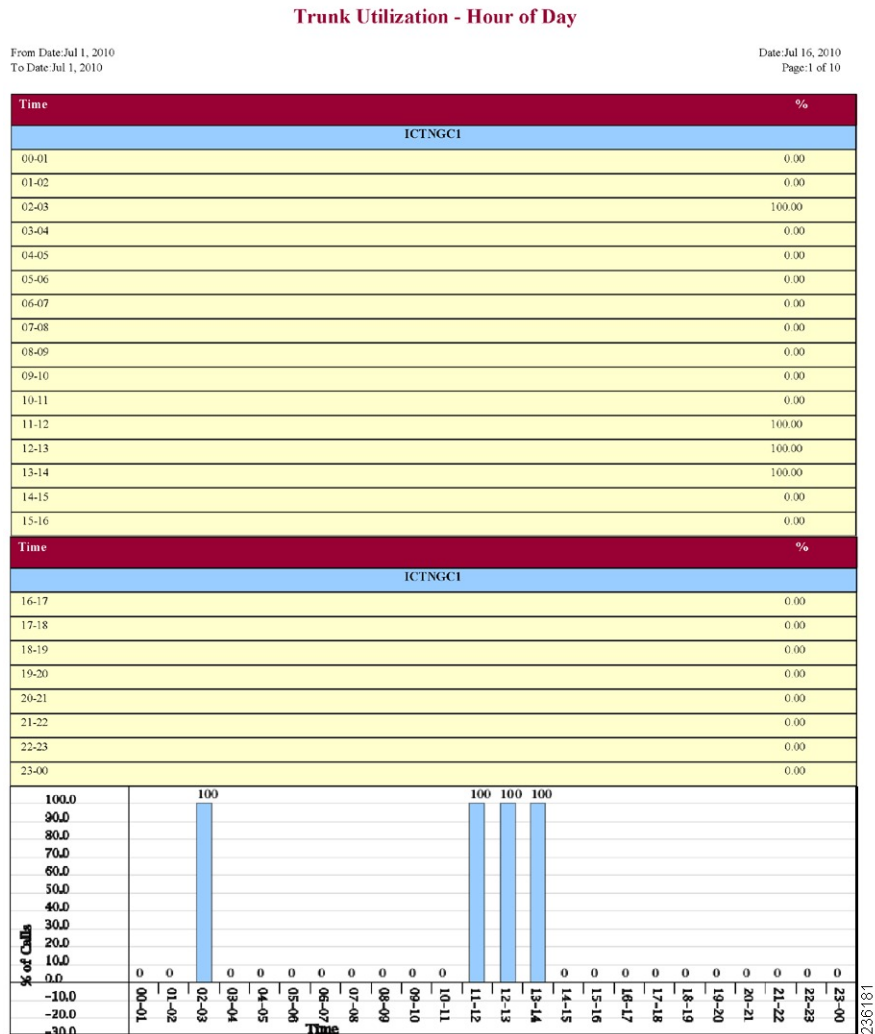 Trunk Utilization - Hour of Day
From Date:Jul 1, 2010
Date:Jul 16, 2010
To Date:Jul 1, 2010
Page:1 of 10
Time %
ICTNGC1
00-01 0.00
01-02 0.00
02-03 100.00
03-04 0.00
04-05 0.00
05-06 0.00
06-07 0.00
07-08 0.00
08-09 0.00
09-10 0.00
10-11 0.00
11-12 100.00
12-13 100.00
13-14 100.00
14-15 0.00
15-16 0.00
Time %
ICTNGC1
16-17 0.00
17-18 0.00
18-19 0.00
19-20 0.00
20-21 0.00
21-22 0.00
22-23 0.00
23-00 0.00
100 100 100 100
100.0
90.0
80.0
70.0
60.0
50.0
40.0
30.0
20.0
10.0
0.0
-10.0
-20.0
-30.0
% of Calls
0 0 0 0 0 0 0 0 0 0 0 0 0 0 0 0 0 0 0 0
00-01 01-02 02-03 03-04 04-05 05-06 06-07 07-08 08-09 09-10 10-11 11-12 12-13 13-14 14-15 15-16 16-17 17-18 18-19 19-20 20-21 21-22 22-23 23-00
Time
236181